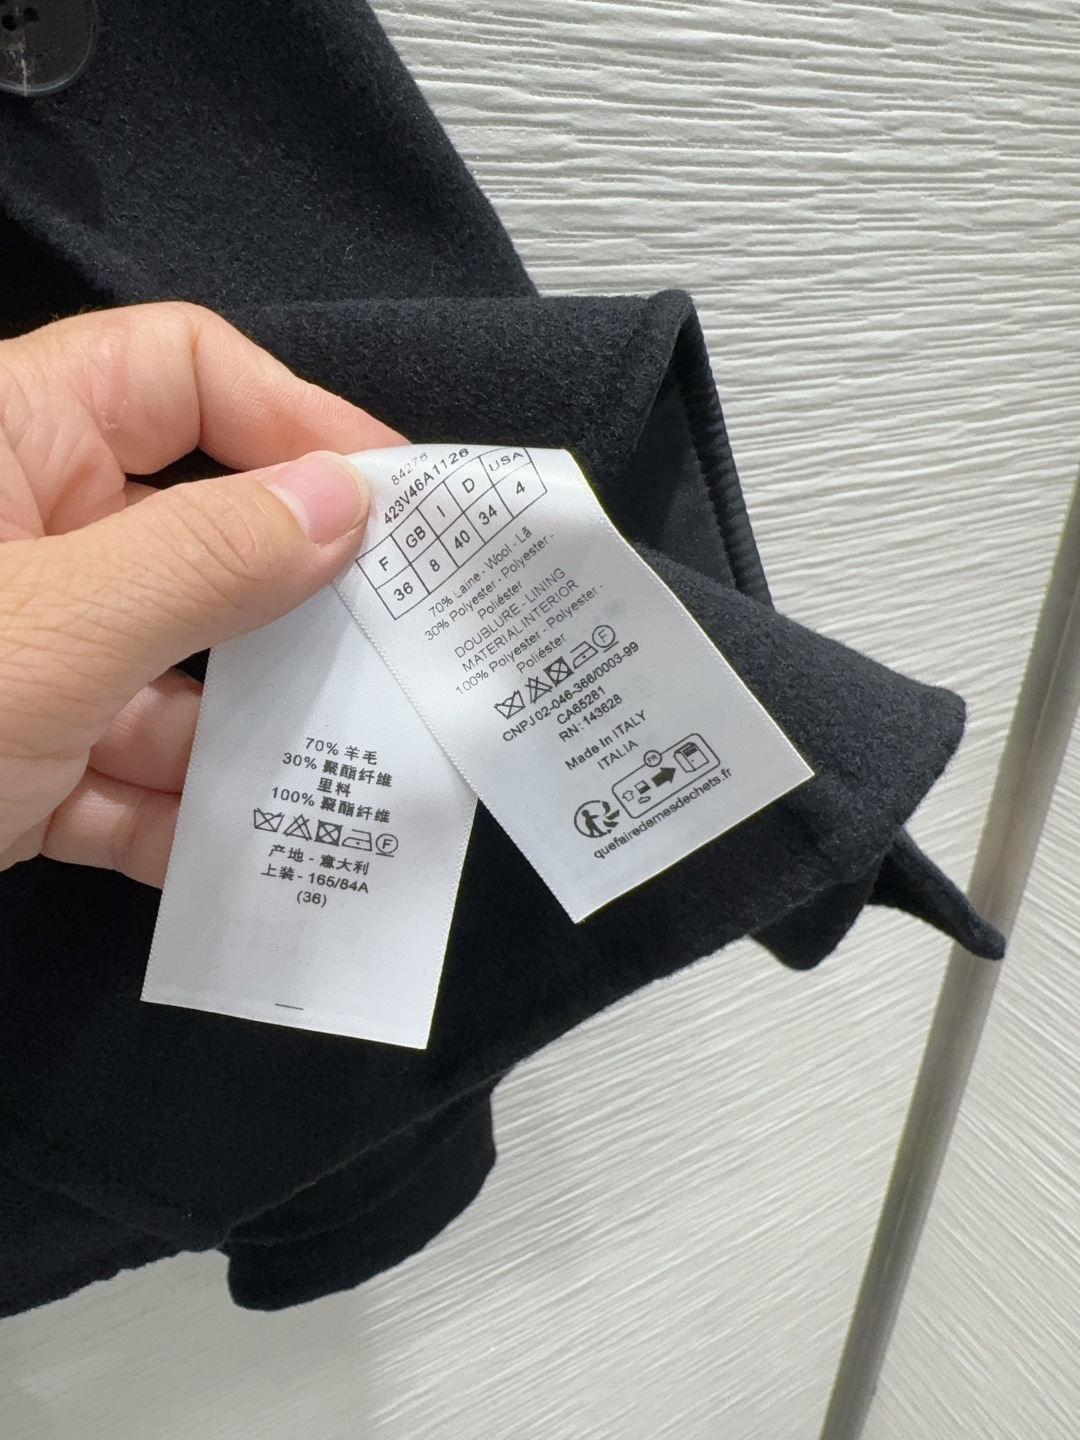 84278
423V46A1126
F GB I D USA
36 8 40 34 4
70% Laine - Wool - Lã
30% Polyester - Polyester -
Poliéster
DOUBLURE - LINING
MATERIAL INTERIOR
100% Polyester - Polyester -
Poliéster
F
CNPJ 02-046-366/0003-99
CA65281
RN: 143628
Made In ITALY
ITALIA
FR
quefairedemesdechets.fr
70% 羊毛
30% 聚酯纤维
里料
100% 聚酯纤维
F
产地 - 意大利
上装 - 165/84A
(36)